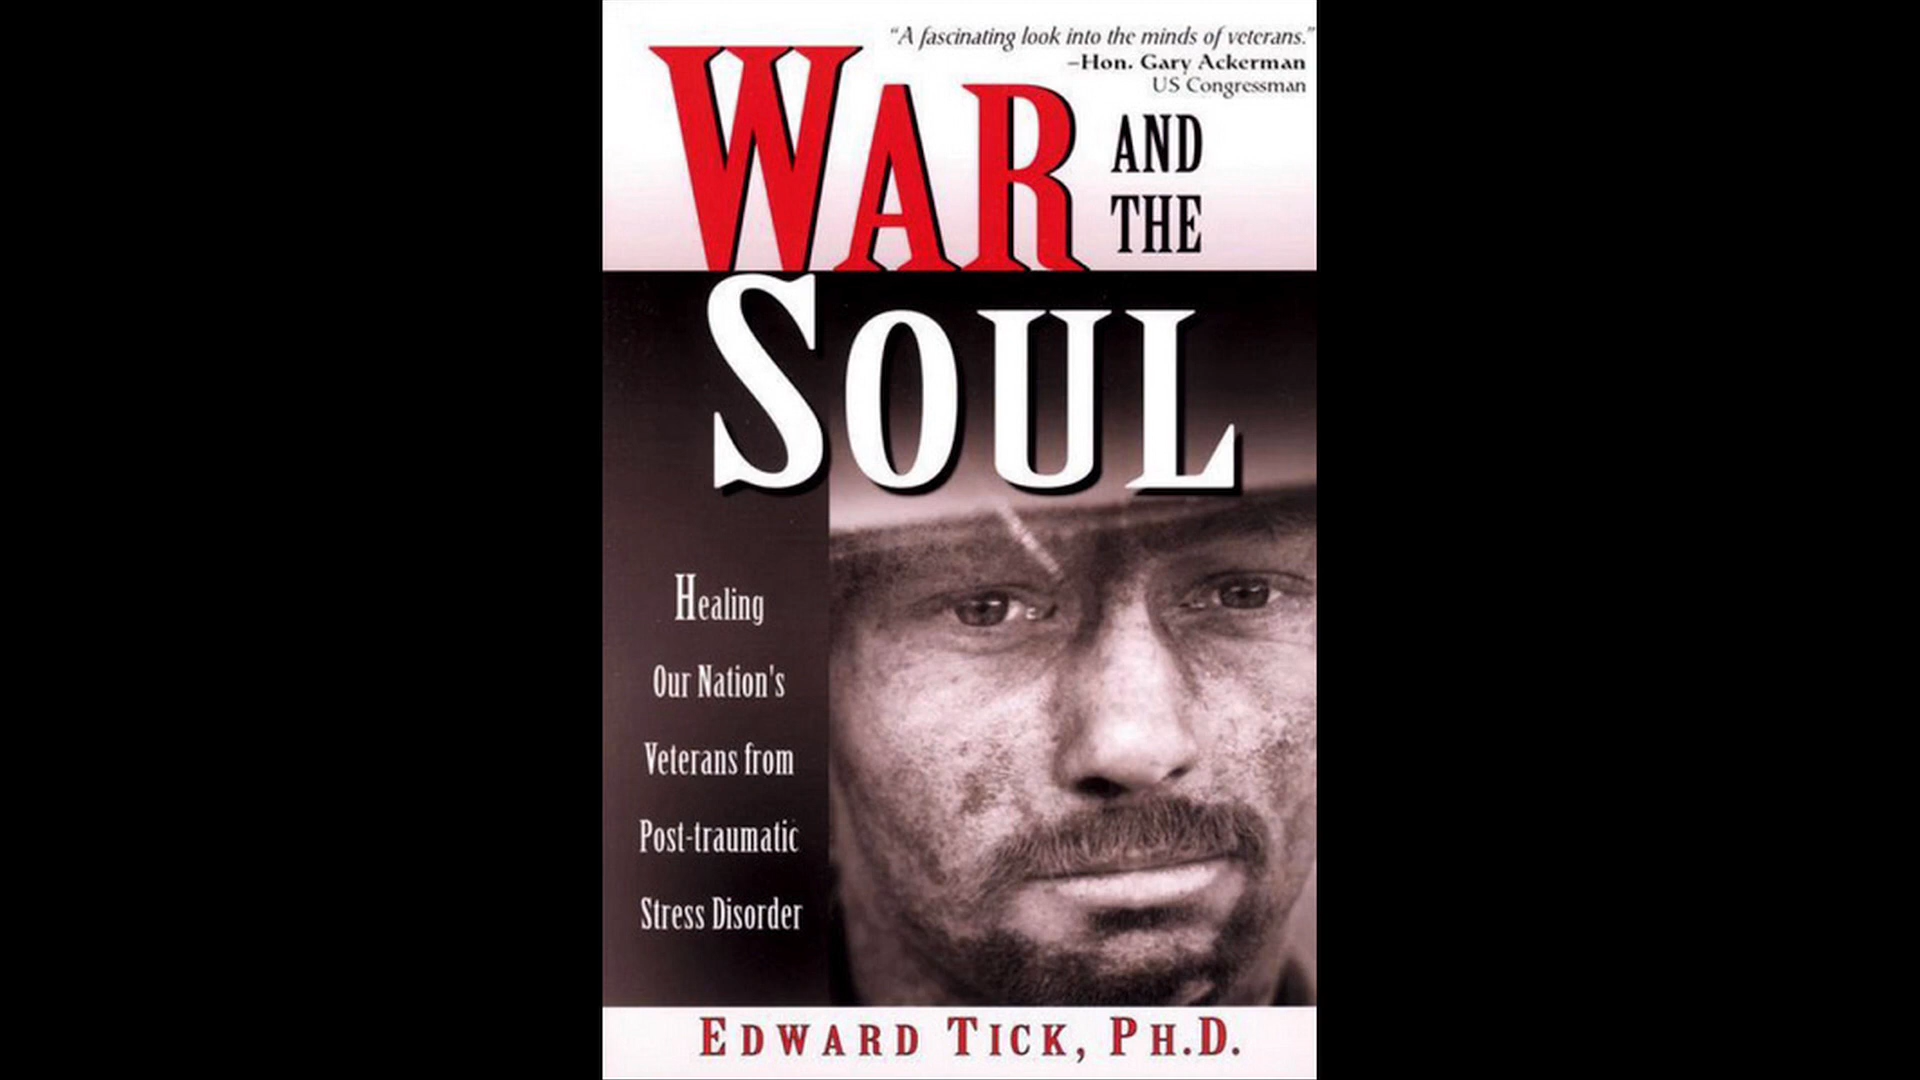 “A fascinating look into the minds of veterans.”
–Hon. Gary Ackerman
US Congressman
WAR AND THE
SOUL
Healing
Our Nation's
Veterans from
Post-traumatic
Stress Disorder
EDWARD TICK, PH.D.